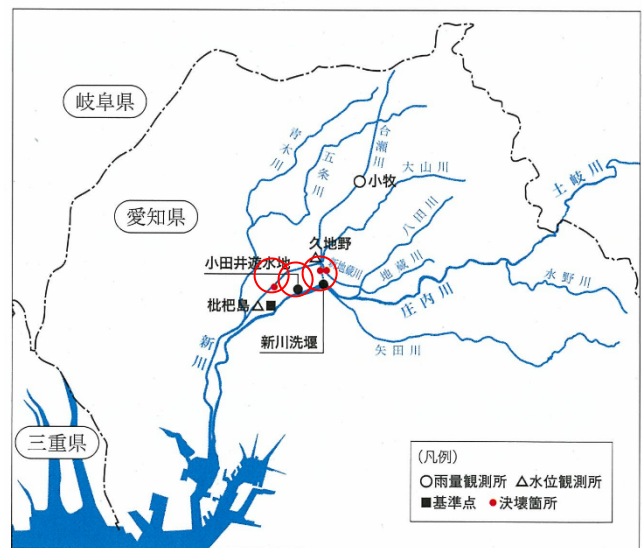 岐阜県
愛知県
三重県
青木川
五条川
合瀬川
大山川
小牧
八田川
久地野
新地蔵川
地蔵川
土岐川
水野川
庄内川
矢田川
小田井遊水地
枇杷島
新川洗堰
新川
(凡例)
○雨量観測所 △水位観測所
■基準点 ●決壊箇所